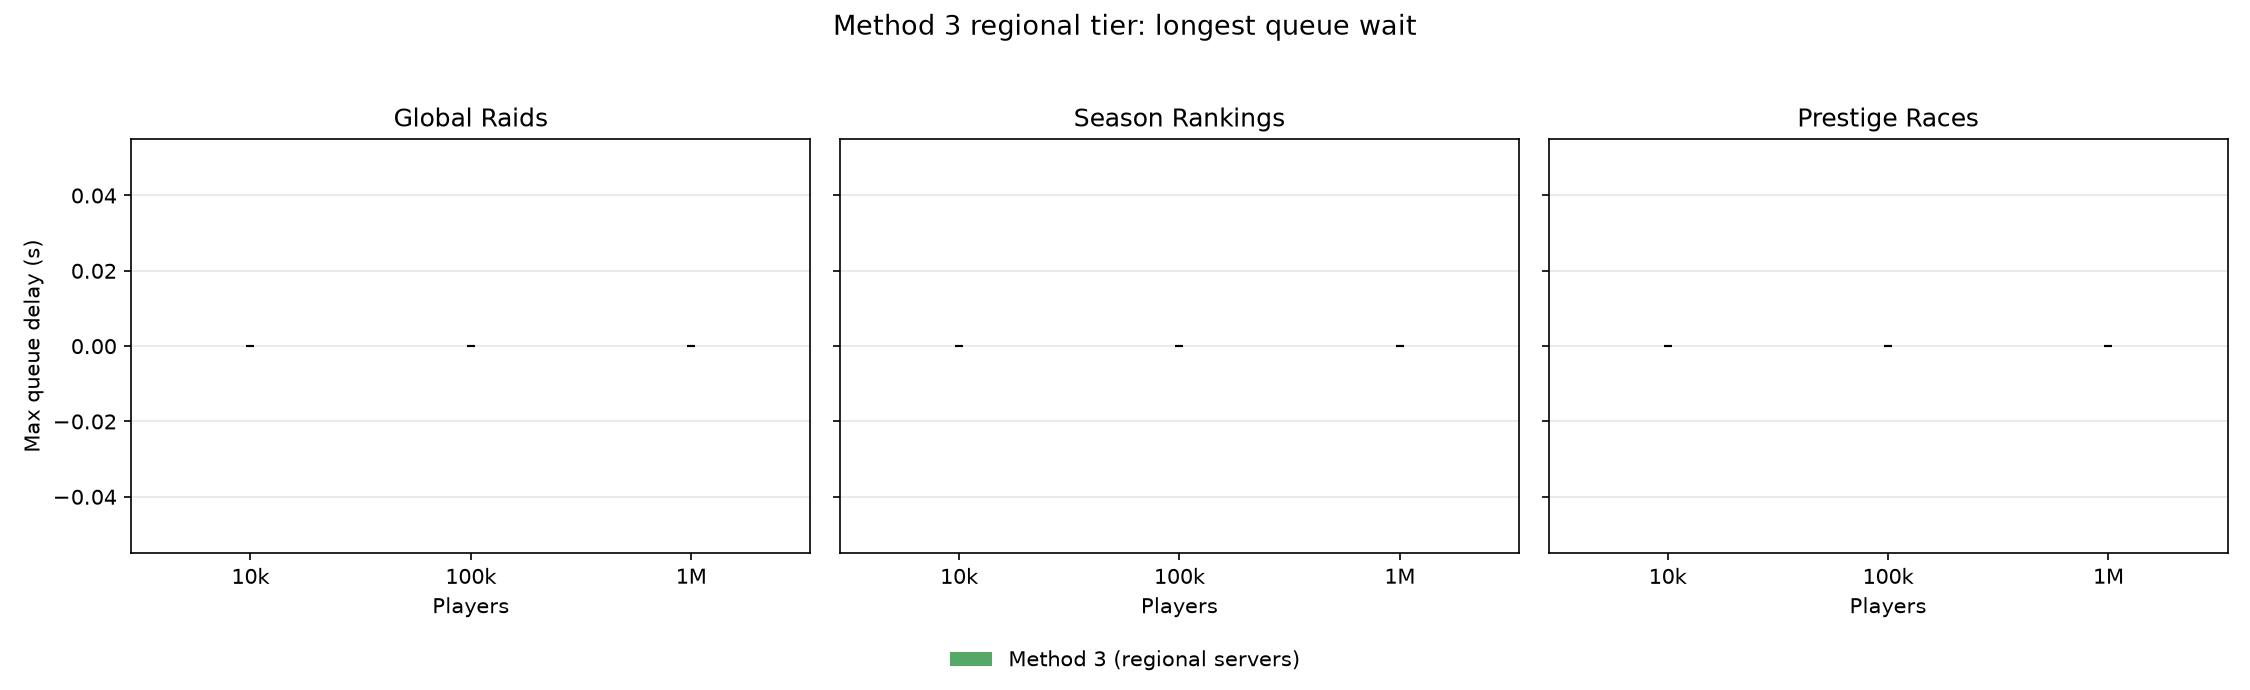 Method 3 regional tier: longest queue wait
Global Raids
Season Rankings
Prestige Races
Max queue delay (s)
0.04
0.02
0.00
−0.02
−0.04
10k 100k 1M
10k 100k 1M
10k 100k 1M
Players
Players
Players
Method 3 (regional servers)